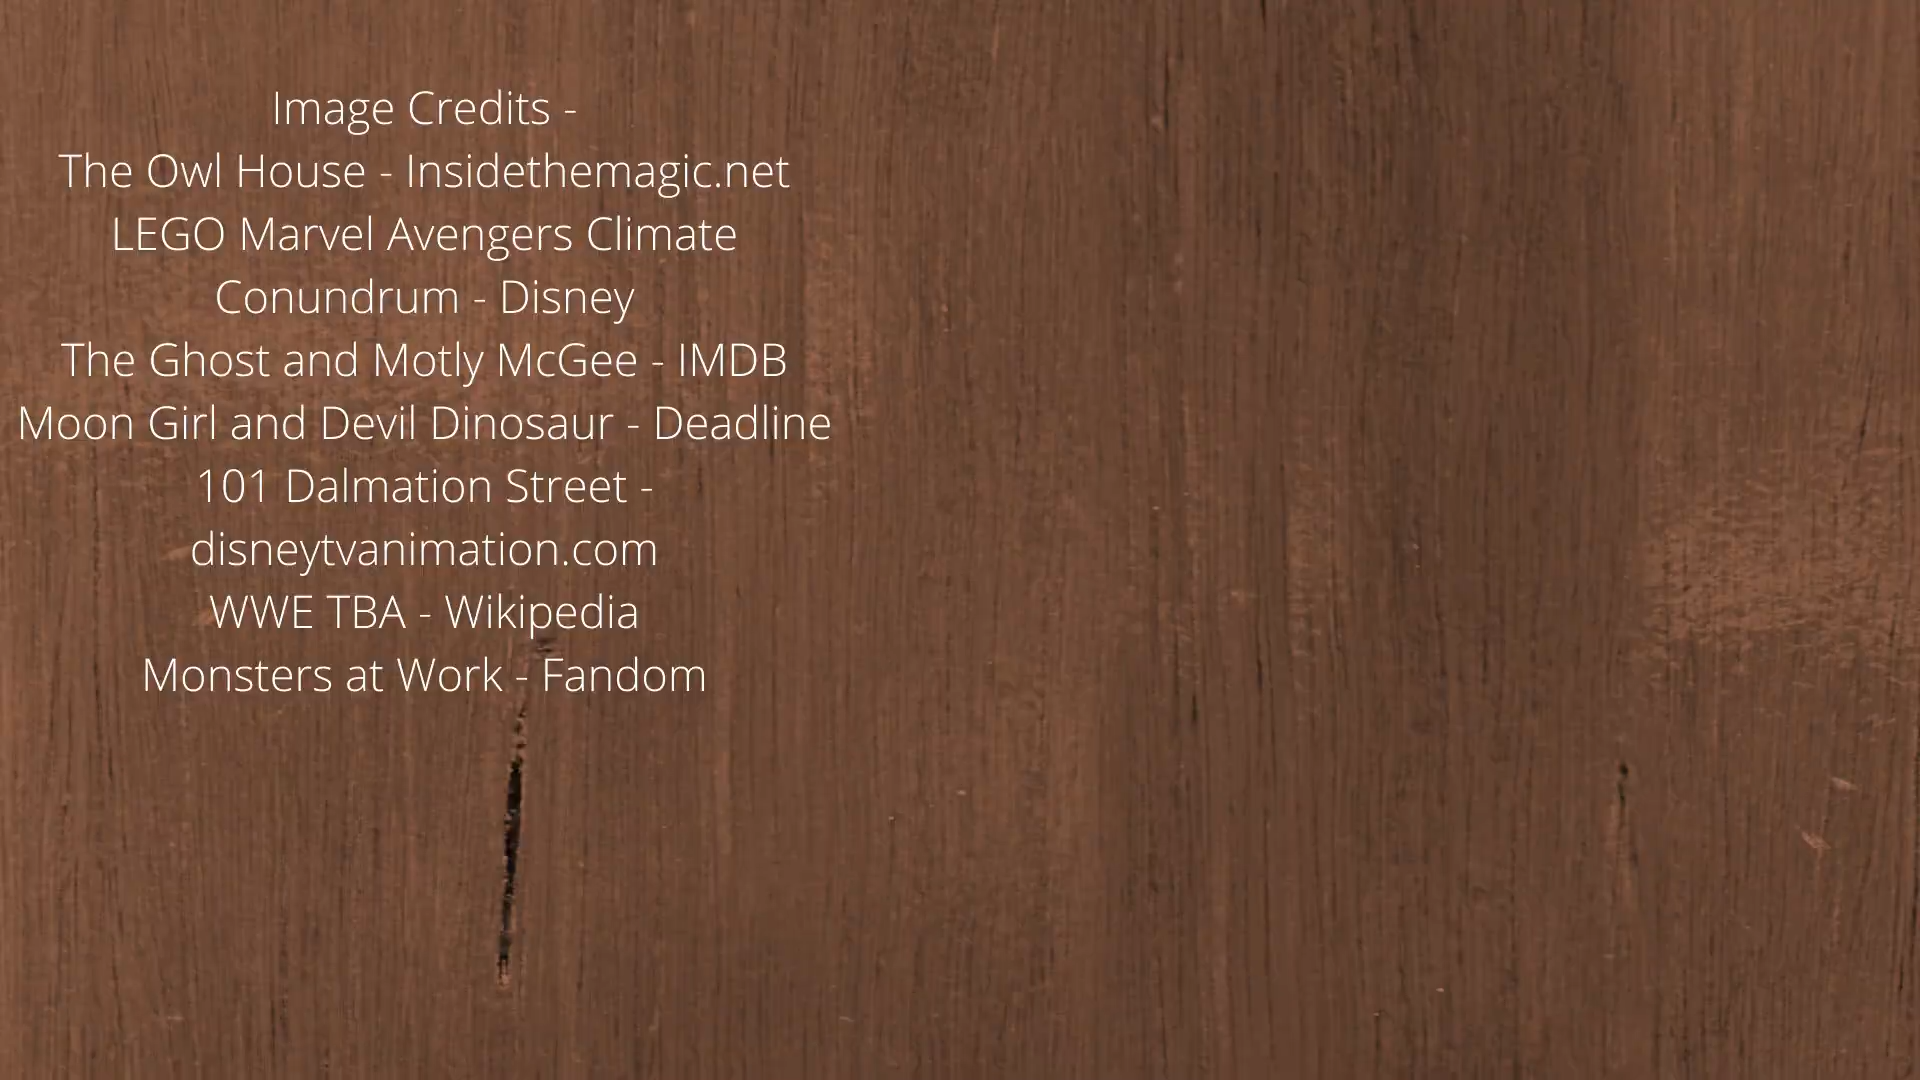 Image Credits -
The Owl House - Insidethemagic.net
LEGO Marvel Avengers Climate
Conundrum - Disney
The Ghost and Motly McGee - IMDB
Moon Girl and Devil Dinosaur - Deadline
101 Dalmation Street -
disneytvanimation.com
WWE TBA - Wikipedia
Monsters at Work - Fandom